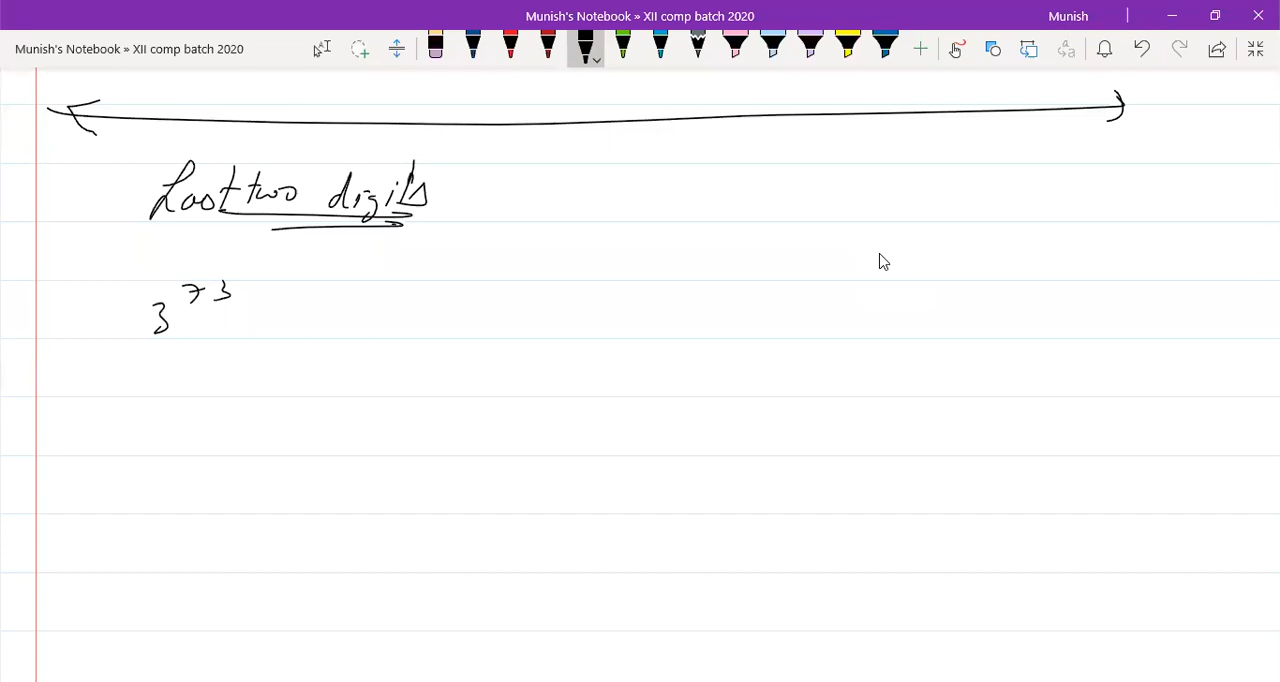 Munish's Notebook » XII comp batch 2020
Munish
Munish's Notebook » XII comp batch 2020
Last two digits
3^73